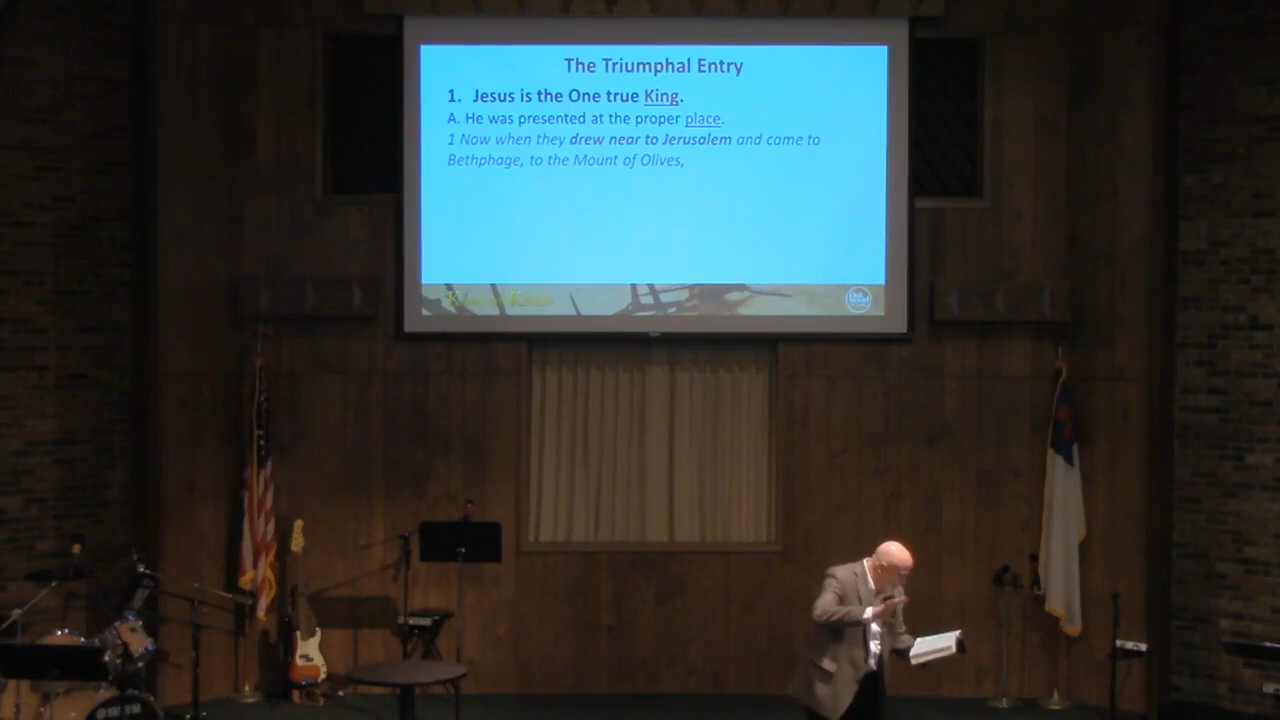 The Triumphal Entry
1. Jesus is the One true King.
A. He was presented at the proper place.
1 Now when they drew near to Jerusalem and came to
Bethphage, to the Mount of Olives,
YAMAHA